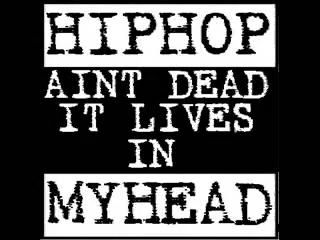 HIPHOP
AINT DEAD
IT LIVES
IN
MYHEAD